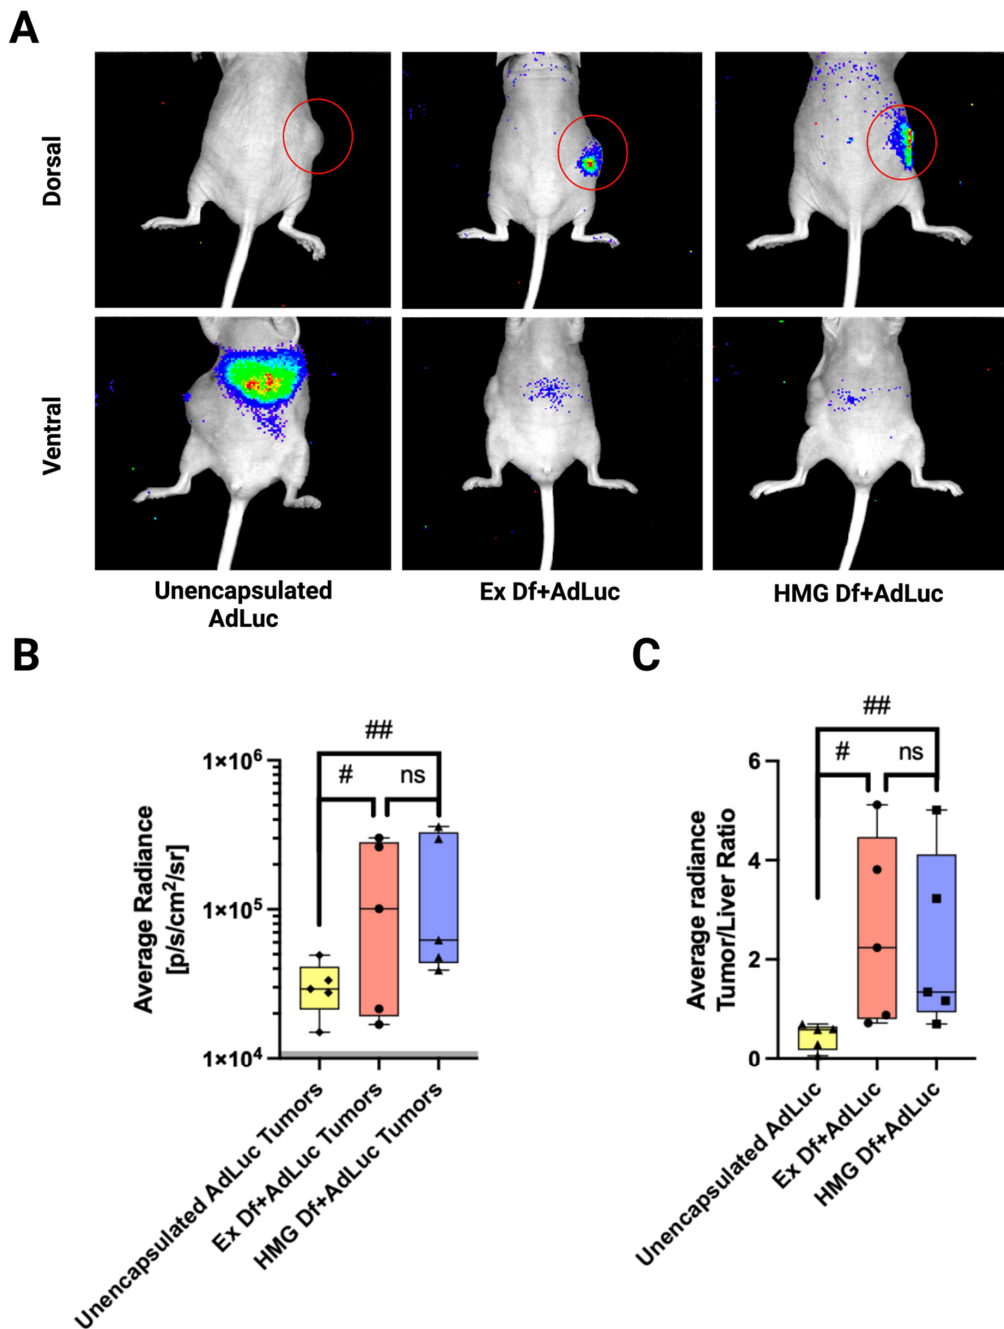 A
Dorsal
Ventral
Unencapsulated
AdLuc
Ex Df+AdLuc
HMG Df+AdLuc
B
##
#
ns
1×10⁶
1×10⁵
1×10⁴
Average Radiance
[p/s/cm²/sr]
Unencapsulated AdLuc Tumors
Ex Df+AdLuc Tumors
HMG Df+AdLuc Tumors
C
##
#
ns
6
4
2
0
Average radiance
Tumor/Liver Ratio
Unencapsulated AdLuc
Ex Df+AdLuc
HMG Df+AdLuc